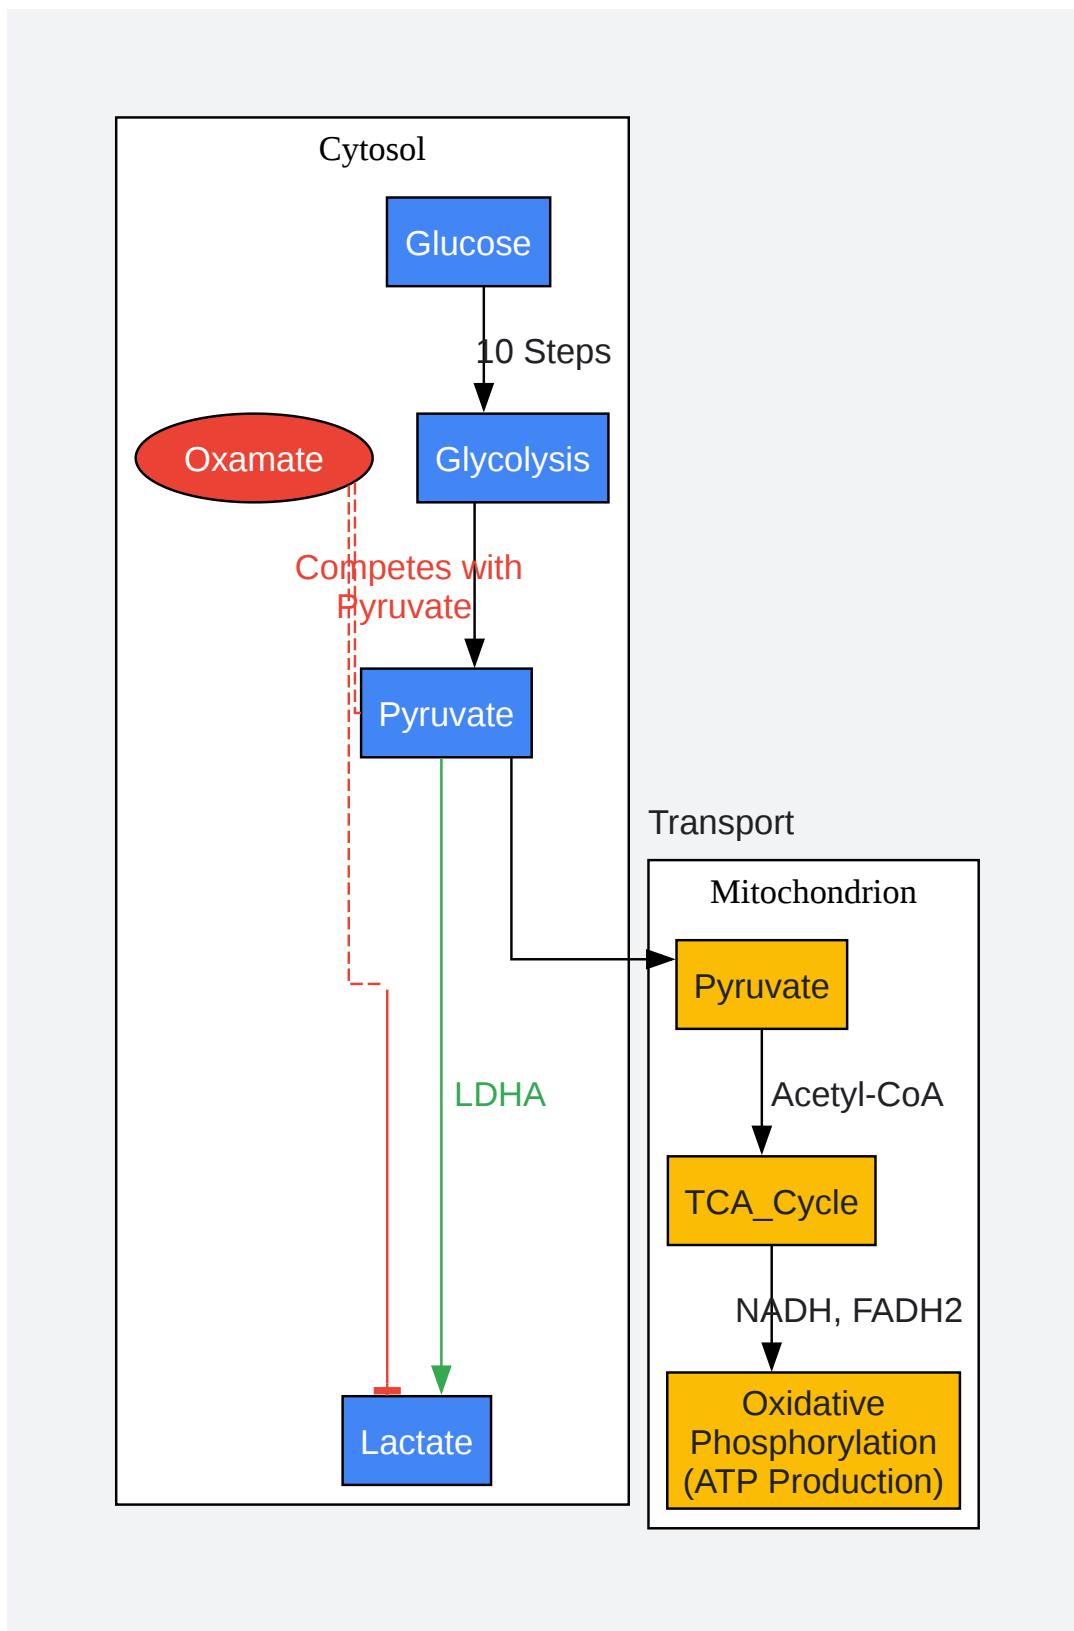 Cytosol
Glucose
10 Steps
Oxamate
Glycolysis
Competes with
Pyruvate
Pyruvate
Transport
Mitochondrion
Pyruvate
LDHA
Acetyl-CoA
TCA_Cycle
NADH, FADH2
Lactate
Oxidative
Phosphorylation
(ATP Production)